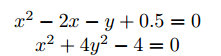 x² − 2x − y + 0.5 = 0
x² + 4y² − 4 = 0